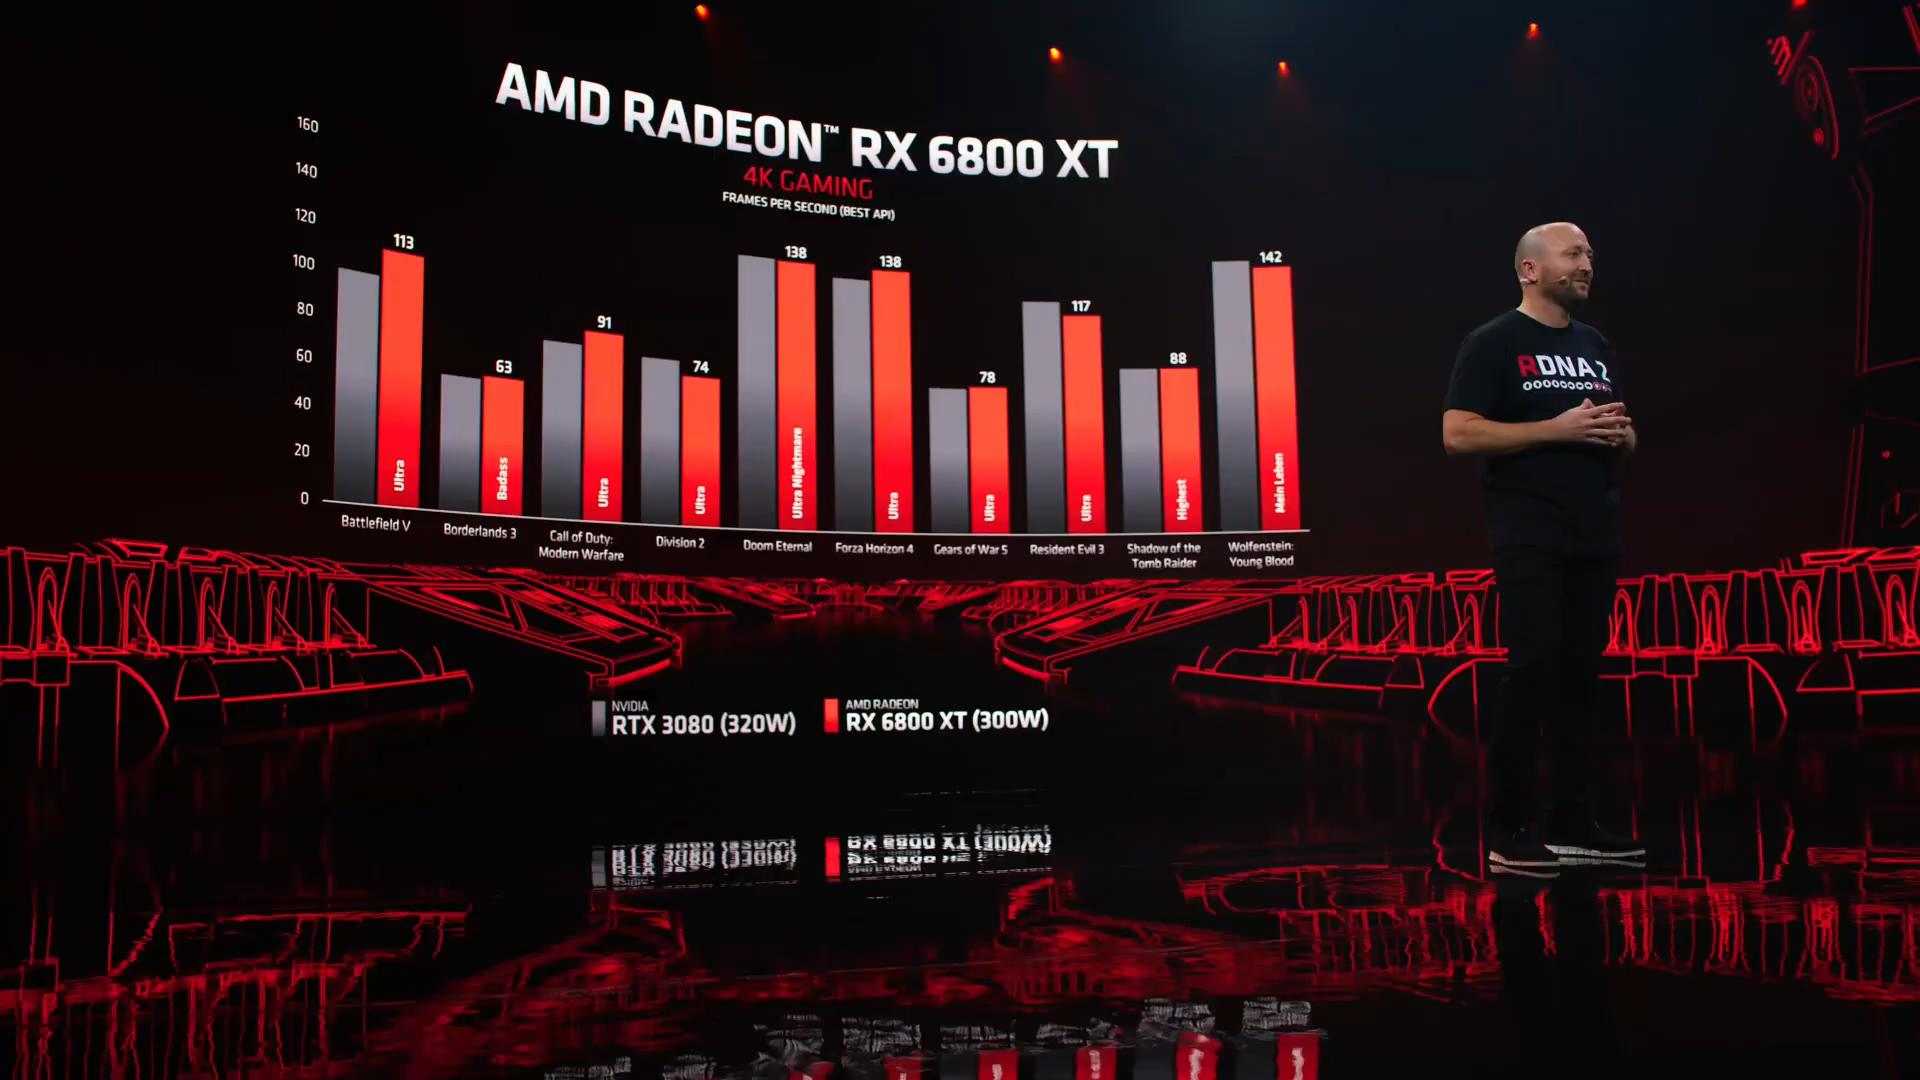 AMD RADEON™ RX 6800 XT
4K GAMING
FRAMES PER SECOND (BEST API)
160
140
120
100
80
60
40
20
0
113
63
91
74
138
138
78
117
88
142
Ultra
Badass
Ultra
Ultra
Ultra Nightmare
Ultra
Ultra
Ultra
Highest
Mein Leben
Battlefield V
Borderlands 3
Call of Duty:
Modern Warfare
Division 2
Doom Eternal
Forza Horizon 4
Gears of War 5
Resident Evil 3
Shadow of the
Tomb Raider
Wolfenstein:
Young Blood
NVIDIA
RTX 3080 (320W)
AMD RADEON
RX 6800 XT (300W)
RDNA 2